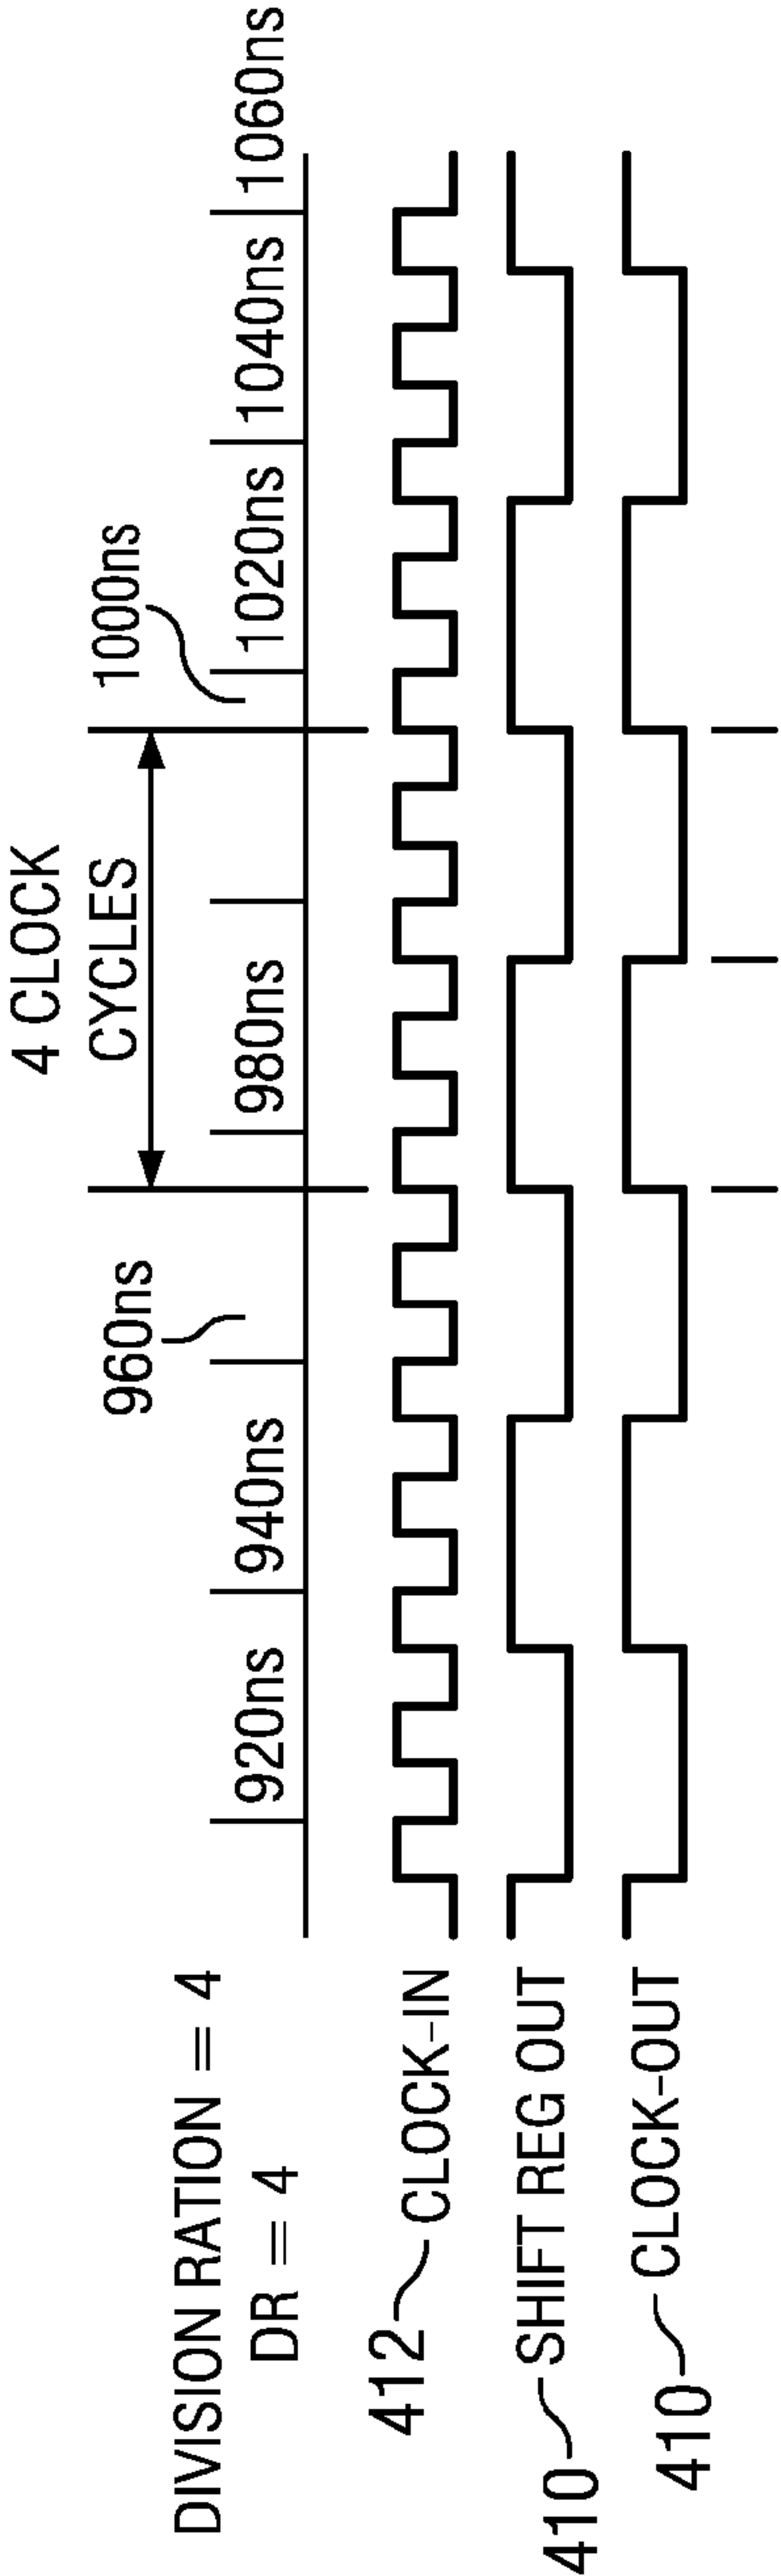 4 CLOCK
CYCLES
960ns
1000ns
920ns
940ns
980ns
1020ns
1040ns
1060ns
DIVISION RATION = 4
DR = 4
412 CLOCK-IN
410 SHIFT REG OUT
410 CLOCK-OUT